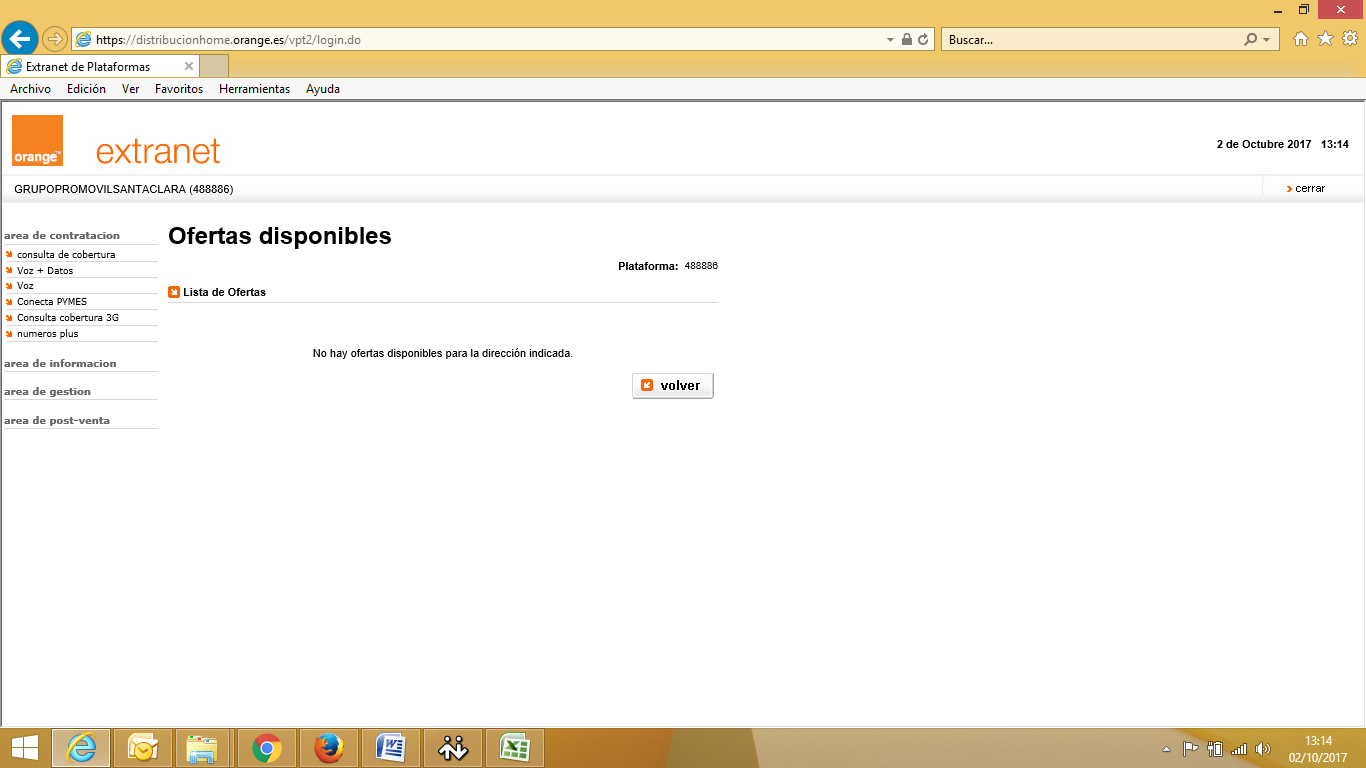 https://distribucionhome.orange.es/vpt2/login.do
Buscar...
Extranet de Plataformas
Archivo Edición Ver Favoritos Herramientas Ayuda
orange™
extranet
2 de Octubre 2017 13:14
GRUPOPROMOVILSANTACLARA (488886)
cerrar
area de contratacion
consulta de cobertura
Voz + Datos
Voz
Conecta PYMES
Consulta cobertura 3G
numeros plus
area de informacion
area de gestion
area de post-venta
Ofertas disponibles
Plataforma: 488886
Lista de Ofertas
No hay ofertas disponibles para la dirección indicada.
volver
13:14
02/10/2017